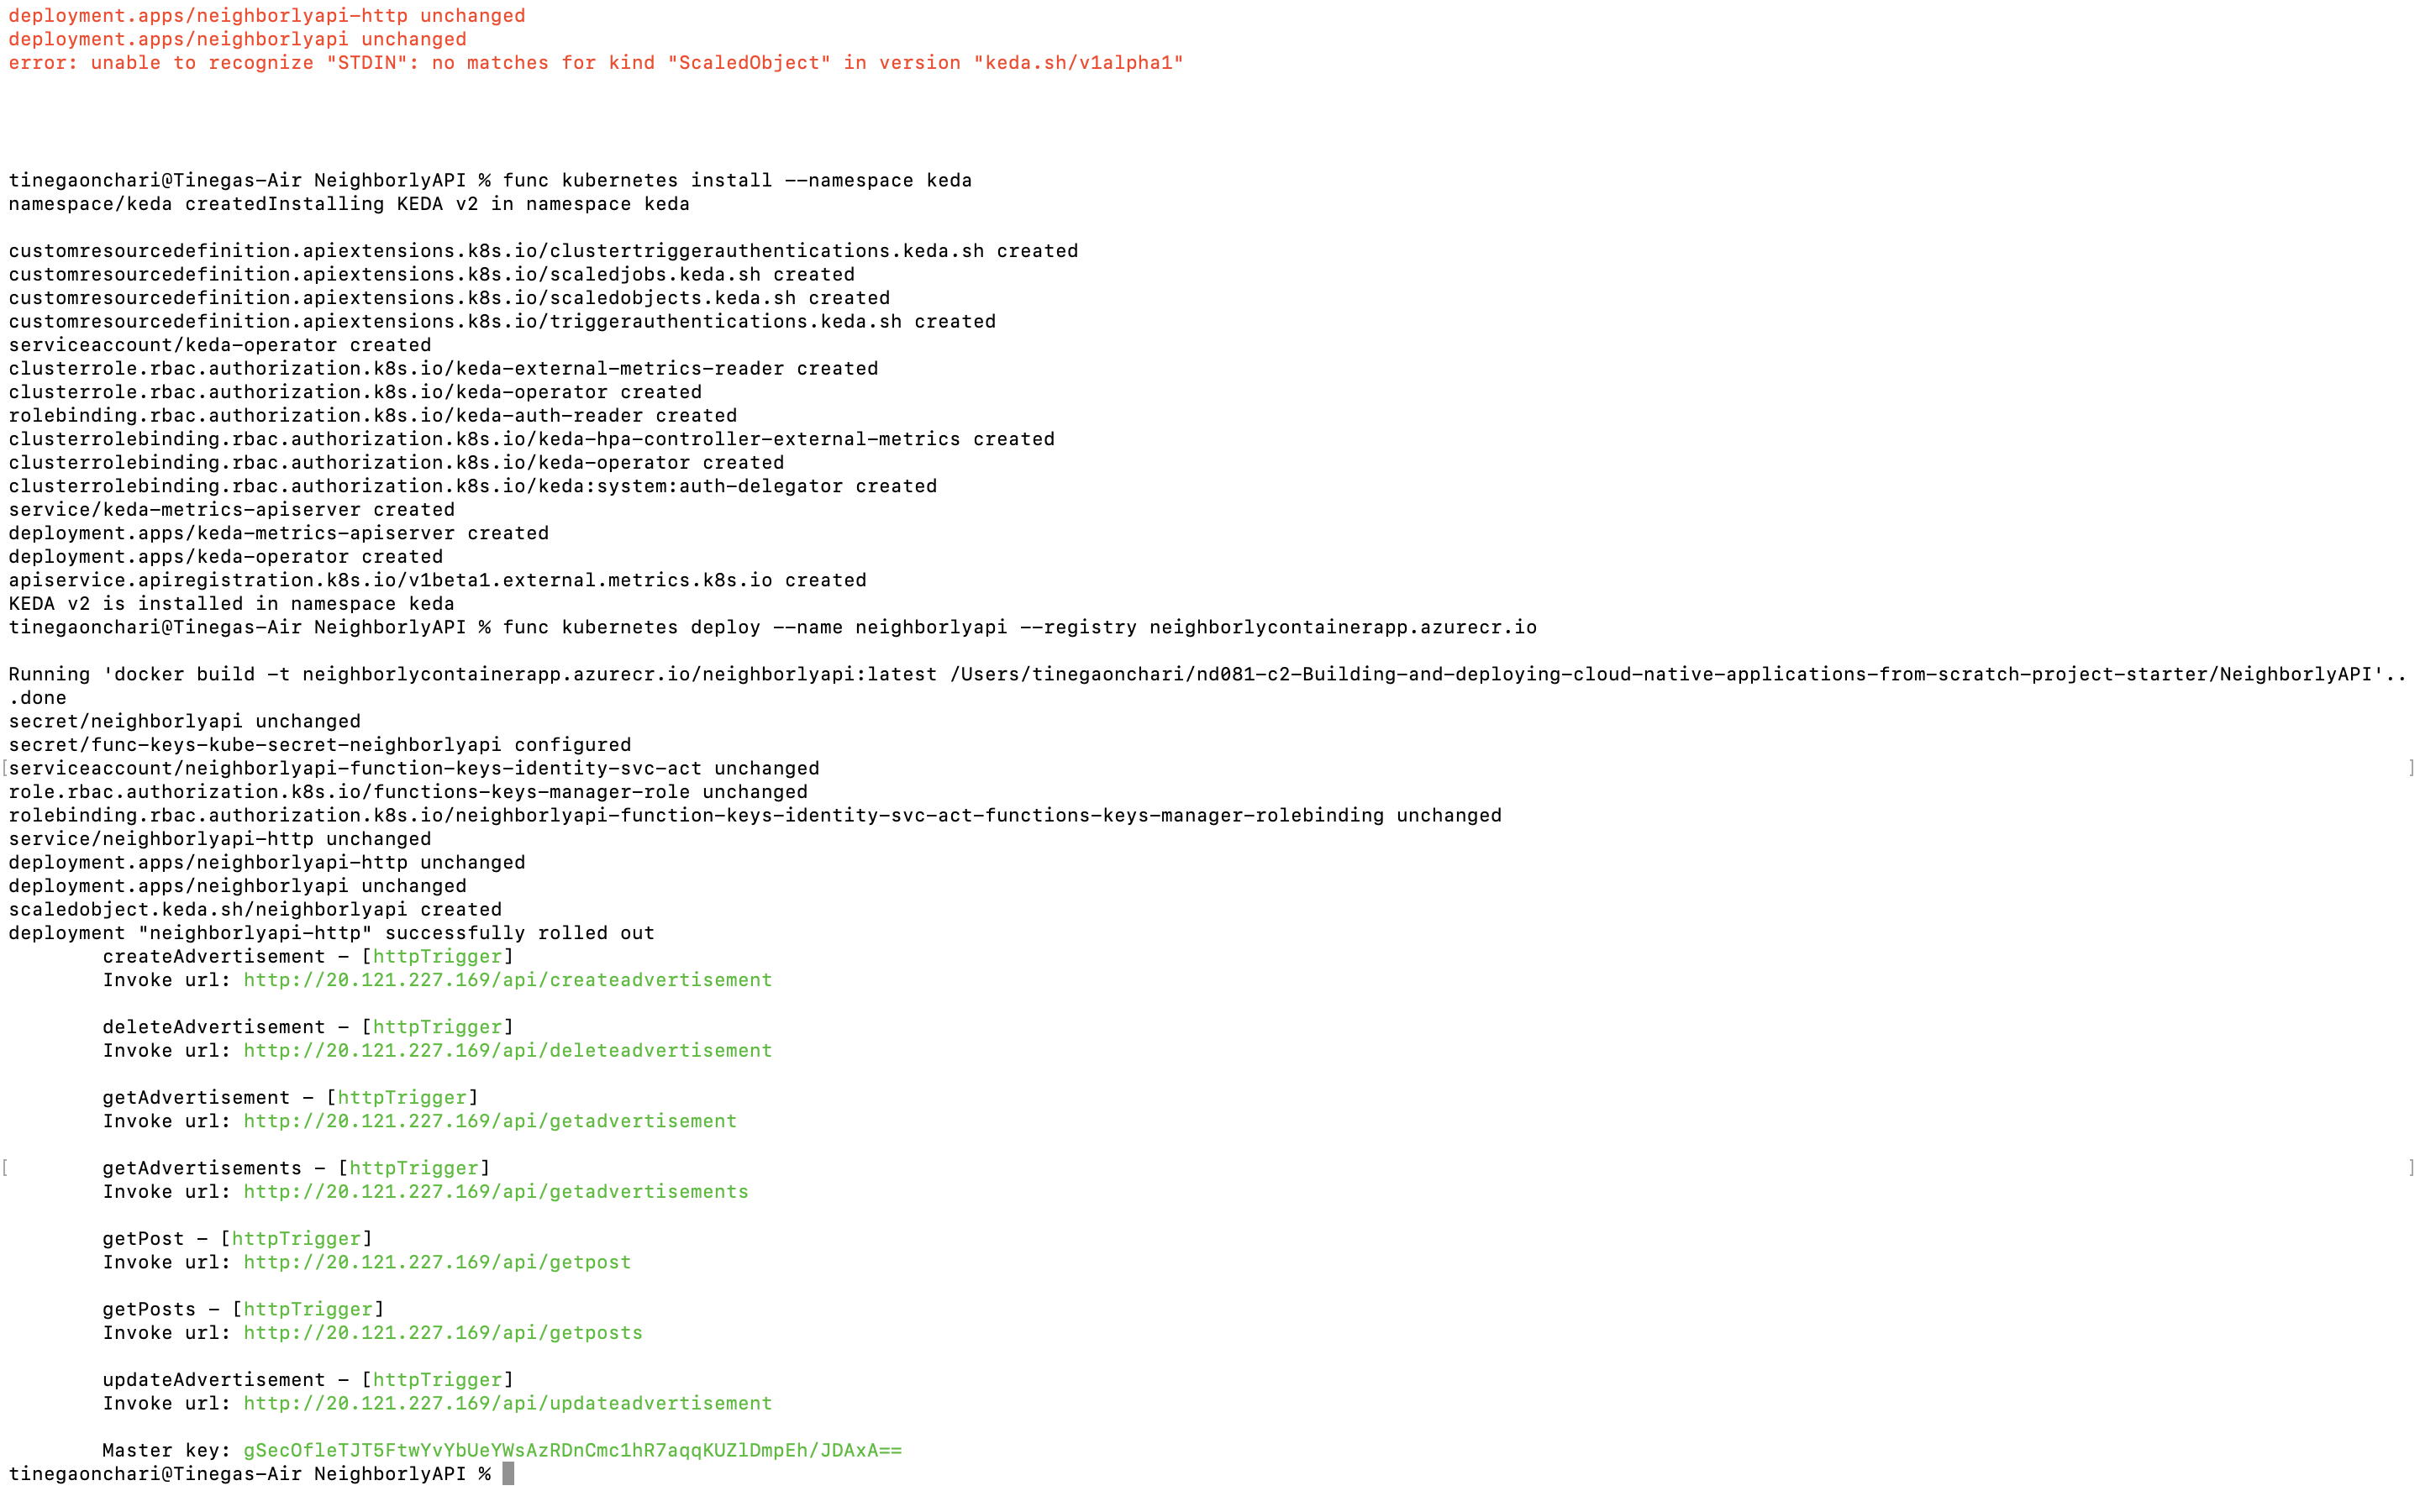 deployment.apps/neighborlyapi-http unchanged
deployment.apps/neighborlyapi unchanged
error: unable to recognize "STDIN": no matches for kind "ScaledObject" in version "keda.sh/v1alpha1"
tinegaonchari@Tinegas-Air NeighborlyAPI % func kubernetes install --namespace keda
namespace/keda createdInstalling KEDA v2 in namespace keda
customresourcedefinition.apiextensions.k8s.io/clustertriggerauthentications.keda.sh created
customresourcedefinition.apiextensions.k8s.io/scaledjobs.keda.sh created
customresourcedefinition.apiextensions.k8s.io/scaledobjects.keda.sh created
customresourcedefinition.apiextensions.k8s.io/triggerauthentications.keda.sh created
serviceaccount/keda-operator created
clusterrole.rbac.authorization.k8s.io/keda-external-metrics-reader created
clusterrole.rbac.authorization.k8s.io/keda-operator created
rolebinding.rbac.authorization.k8s.io/keda-auth-reader created
clusterrolebinding.rbac.authorization.k8s.io/keda-hpa-controller-external-metrics created
clusterrolebinding.rbac.authorization.k8s.io/keda-operator created
clusterrolebinding.rbac.authorization.k8s.io/keda:system:auth-delegator created
service/keda-metrics-apiserver created
deployment.apps/keda-metrics-apiserver created
deployment.apps/keda-operator created
apiservice.apiregistration.k8s.io/v1beta1.external.metrics.k8s.io created
KEDA v2 is installed in namespace keda
tinegaonchari@Tinegas-Air NeighborlyAPI % func kubernetes deploy --name neighborlyapi --registry neighborlycontainerapp.azurecr.io
Running 'docker build -t neighborlycontainerapp.azurecr.io/neighborlyapi:latest /Users/tinegaonchari/nd081-c2-Building-and-deploying-cloud-native-applications-from-scratch-project-starter/NeighborlyAPI'..
.done
secret/neighborlyapi unchanged
secret/func-keys-kube-secret-neighborlyapi configured
[serviceaccount/neighborlyapi-function-keys-identity-svc-act unchanged ]
role.rbac.authorization.k8s.io/functions-keys-manager-role unchanged
rolebinding.rbac.authorization.k8s.io/neighborlyapi-function-keys-identity-svc-act-functions-keys-manager-rolebinding unchanged
service/neighborlyapi-http unchanged
deployment.apps/neighborlyapi-http unchanged
deployment.apps/neighborlyapi unchanged
scaledobject.keda.sh/neighborlyapi created
deployment "neighborlyapi-http" successfully rolled out
createAdvertisement - [httpTrigger]
Invoke url: http://20.121.227.169/api/createadvertisement
deleteAdvertisement - [httpTrigger]
Invoke url: http://20.121.227.169/api/deleteadvertisement
getAdvertisement - [httpTrigger]
Invoke url: http://20.121.227.169/api/getadvertisement
[ getAdvertisements - [httpTrigger] ]
Invoke url: http://20.121.227.169/api/getadvertisements
getPost - [httpTrigger]
Invoke url: http://20.121.227.169/api/getpost
getPosts - [httpTrigger]
Invoke url: http://20.121.227.169/api/getposts
updateAdvertisement - [httpTrigger]
Invoke url: http://20.121.227.169/api/updateadvertisement
Master key: gSecOfleTJT5FtwYvYbUeYWsAzRDnCmc1hR7aqqKUZlDmpEh/JDAxA==
tinegaonchari@Tinegas-Air NeighborlyAPI %